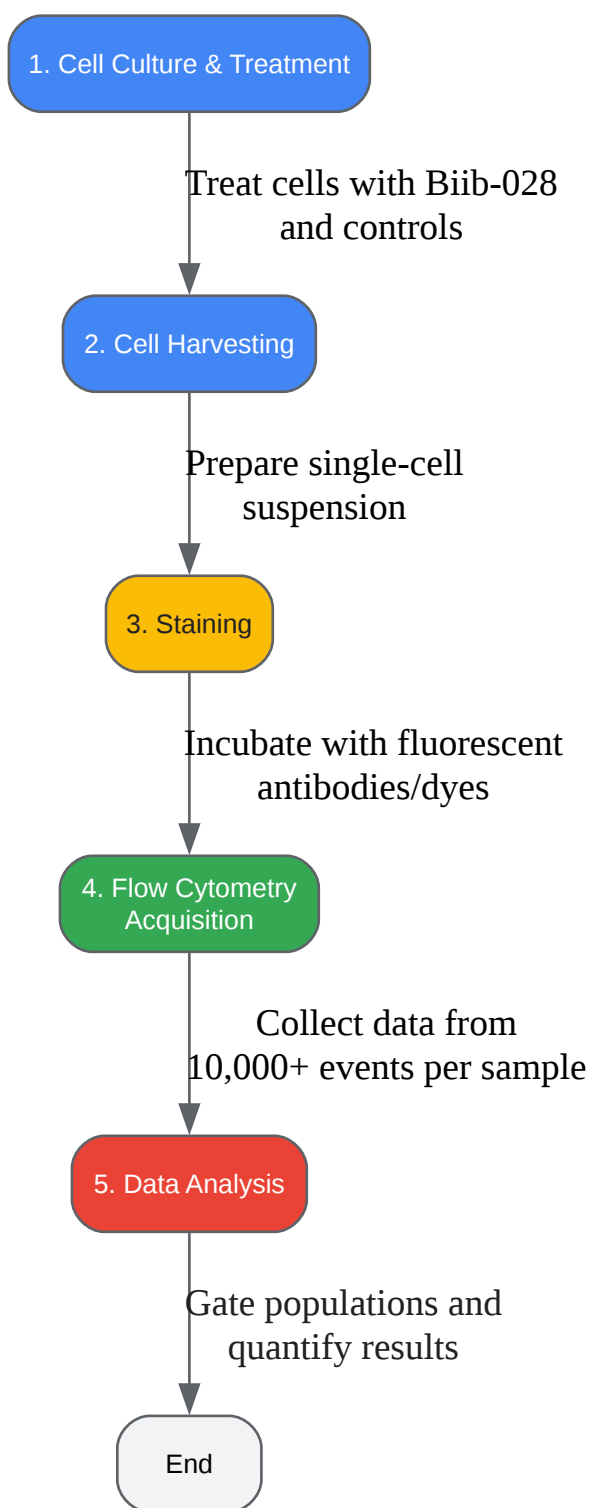 1. Cell Culture & Treatment
Treat cells with Biib-028
and controls
2. Cell Harvesting
Prepare single-cell
suspension
3. Staining
Incubate with fluorescent
antibodies/dyes
4. Flow Cytometry
Acquisition
Collect data from
10,000+ events per sample
5. Data Analysis
Gate populations and
quantify results
End